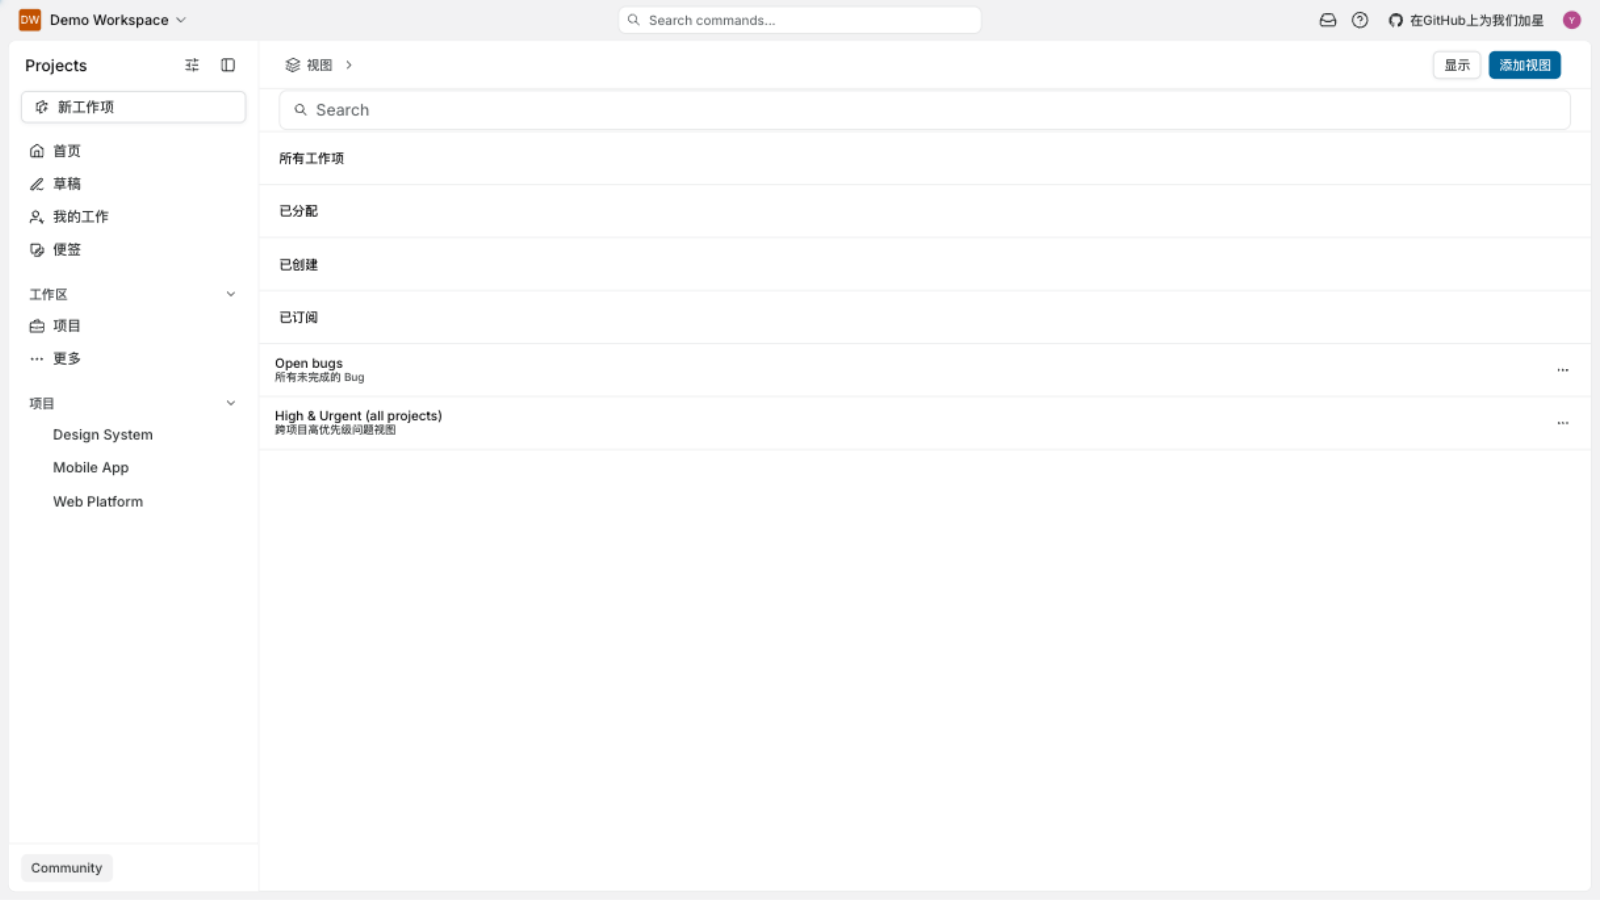 DW Demo Workspace
Search commands...
在GitHub上为我们加星
Y
Projects
视图
显示
添加视图
新工作项
Search
首页
草稿
我的工作
便签
工作区
项目
更多
项目
Design System
Mobile App
Web Platform
所有工作项
已分配
已创建
已订阅
Open bugs
所有未完成的 Bug
High & Urgent (all projects)
跨项目高优先级问题视图
Community